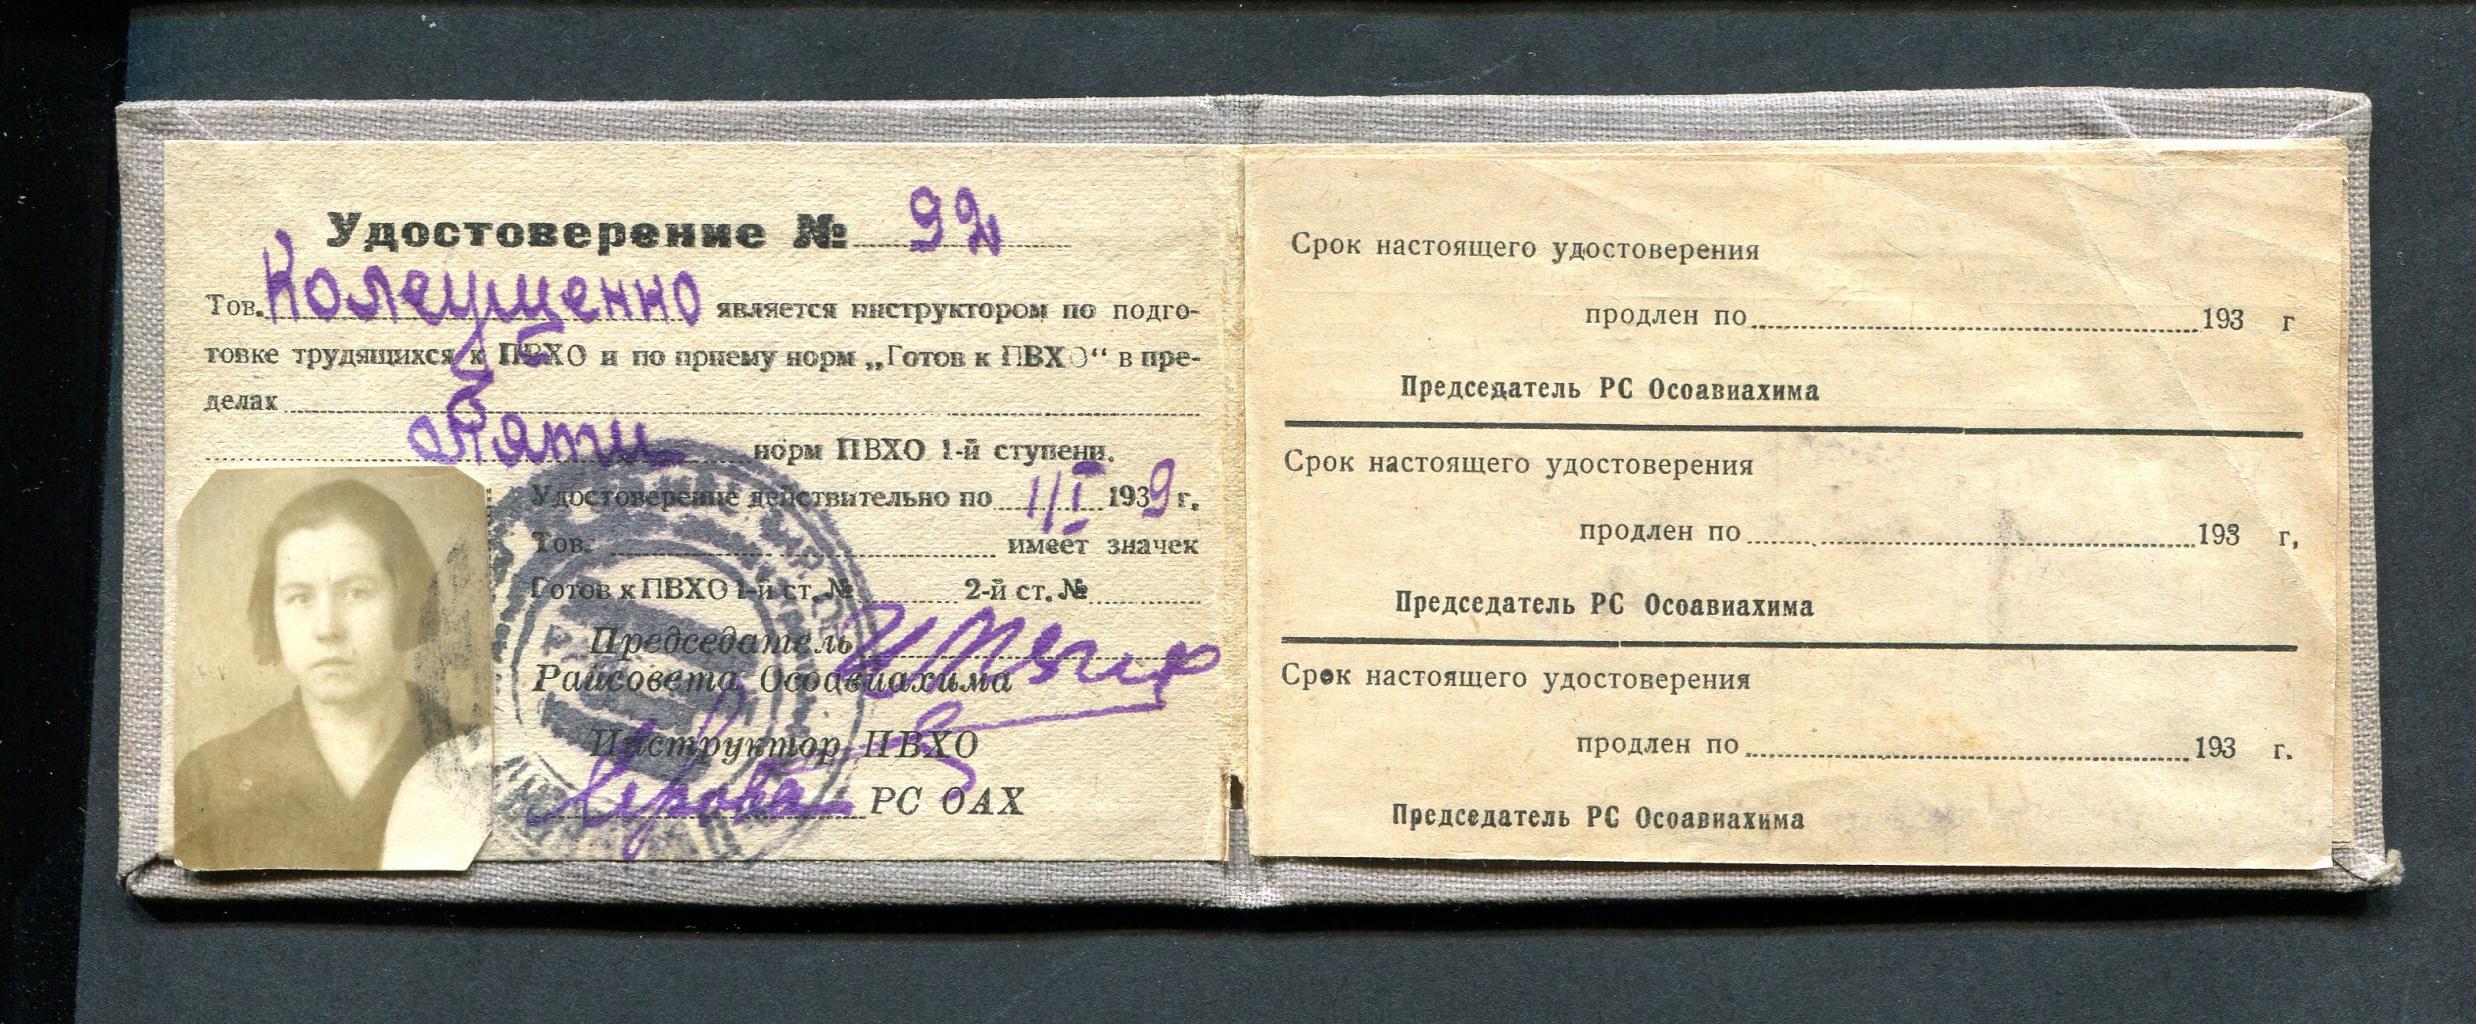 Удостоверение № 92
Тов. является инструктором по подго-
товке трудящихся к ПВХО и по приему норм „Готов к ПВХО“ в пре-
делах
Пяти норм ПВХО 1-й ступени.
Удостоверение действительно по 1/I 1939 г.
Тов. имеет значек
Готов к ПВХО 1-й ст. № 2-й ст. №
Председатель
Райсовета Осоавиахима
Инструктор ПВХО
РС ОАХ
Срок настоящего удостоверения
продлен по 193 г
Председатель РС Осоавиахима
Срок настоящего удостоверения
продлен по 193 г.
Председатель РС Осоавиахима
Срок настоящего удостоверения
продлен по 193 г.
Председатель РС Осоавиахима